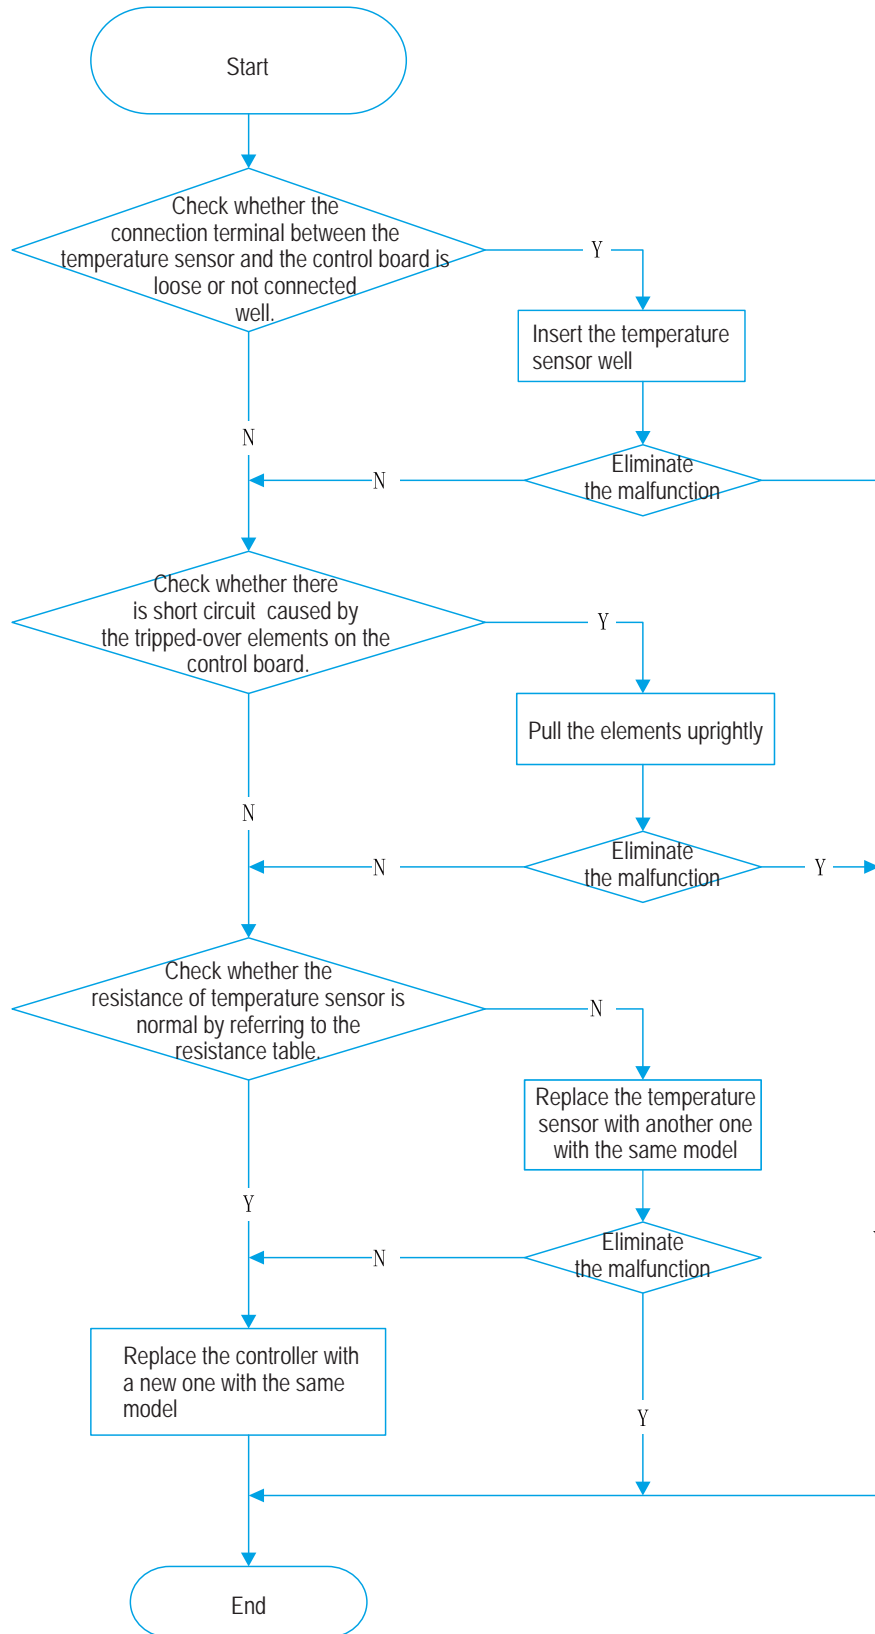 Start
Check whether the
connection terminal between the
temperature sensor and the control board is
loose or not connected
well.
Y
Insert the temperature
sensor well
N
Eliminate
the malfunction
N
Check whether there
is short circuit caused by
the tripped-over elements on the
control board.
Y
Pull the elements uprightly
N
Eliminate
the malfunction
N
Y
Check whether the
resistance of temperature sensor is
normal by referring to the
resistance table.
N
Replace the temperature
sensor with another one
with the same model
Y
Eliminate
the malfunction
N
Replace the controller with
a new one with the same
model
Y
End